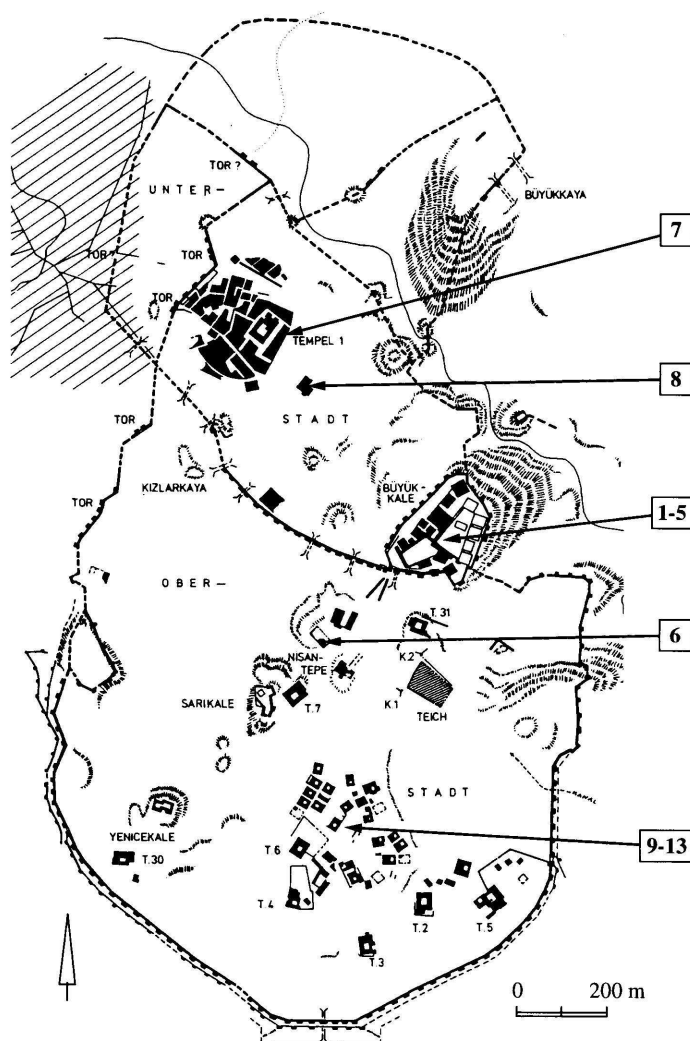 TOR ?
UNTER-
BÜYÜKKAYA
7
TOR
TOR
TOR
TEMPEL 1
8
STADT
TOR
KIZLARKAYA
BÜYÜK-
KALE
TOR
1-5
OBER-
T.31
6
NIŞAN-
TEPE
K.2
SARIKALE
T.7
K.1
TEICH
STADT
KANAL
YENICEKALE
T.30
T.6
9-13
T.4
T.2
T.5
T.3
0 200 m